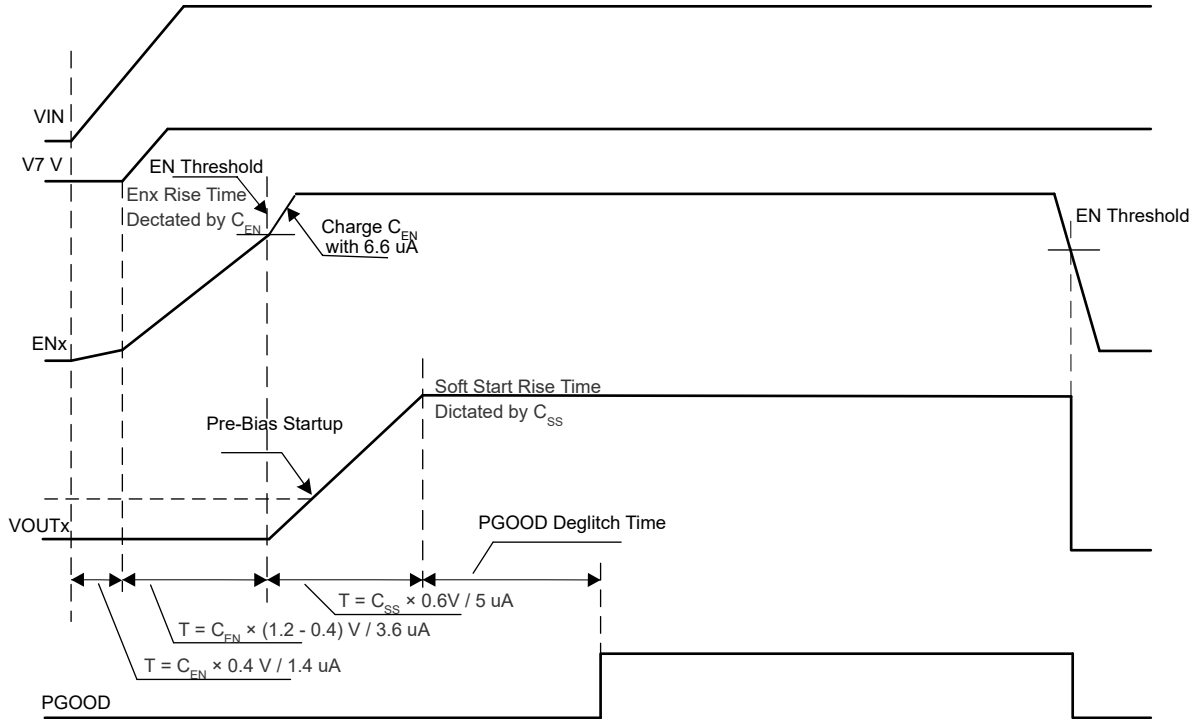 VIN
V7 V
EN Threshold
Enx Rise Time
Dectated by C_EN
Charge C_EN
with 6.6 uA
EN Threshold
ENx
Soft Start Rise Time
Dictated by C_SS
Pre-Bias Startup
VOUTx
PGOOD Deglitch Time
T = C_SS × 0.6V / 5 uA
T = C_EN × (1.2 - 0.4) V / 3.6 uA
T = C_EN × 0.4 V / 1.4 uA
PGOOD